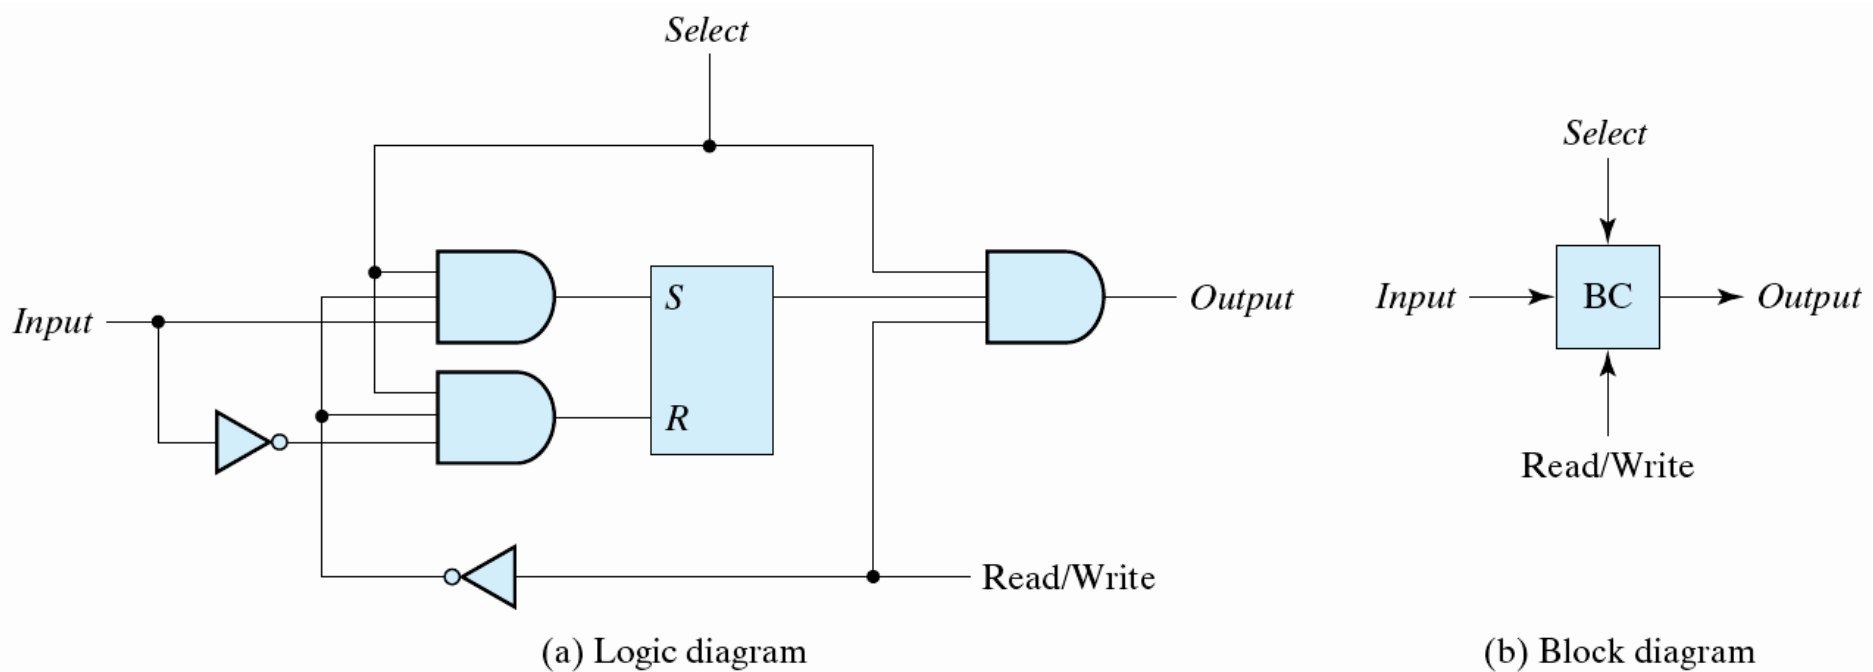 Select
Input
S
R
Output
Read/Write
(a) Logic diagram
Select
Input
BC
Output
Read/Write
(b) Block diagram